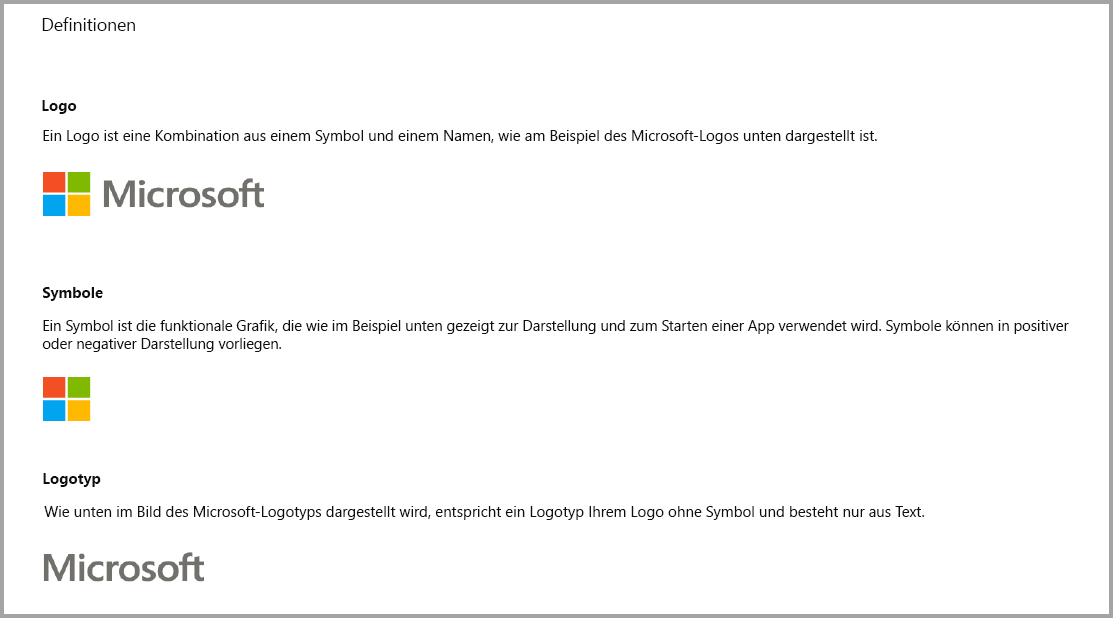 Definitionen
Logo
Ein Logo ist eine Kombination aus einem Symbol und einem Namen, wie am Beispiel des Microsoft-Logos unten dargestellt ist.
Microsoft
Symbole
Ein Symbol ist die funktionale Grafik, die wie im Beispiel unten gezeigt zur Darstellung und zum Starten einer App verwendet wird. Symbole können in positiver
oder negativer Darstellung vorliegen.
Logotyp
Wie unten im Bild des Microsoft-Logotyps dargestellt wird, entspricht ein Logotyp Ihrem Logo ohne Symbol und besteht nur aus Text.
Microsoft